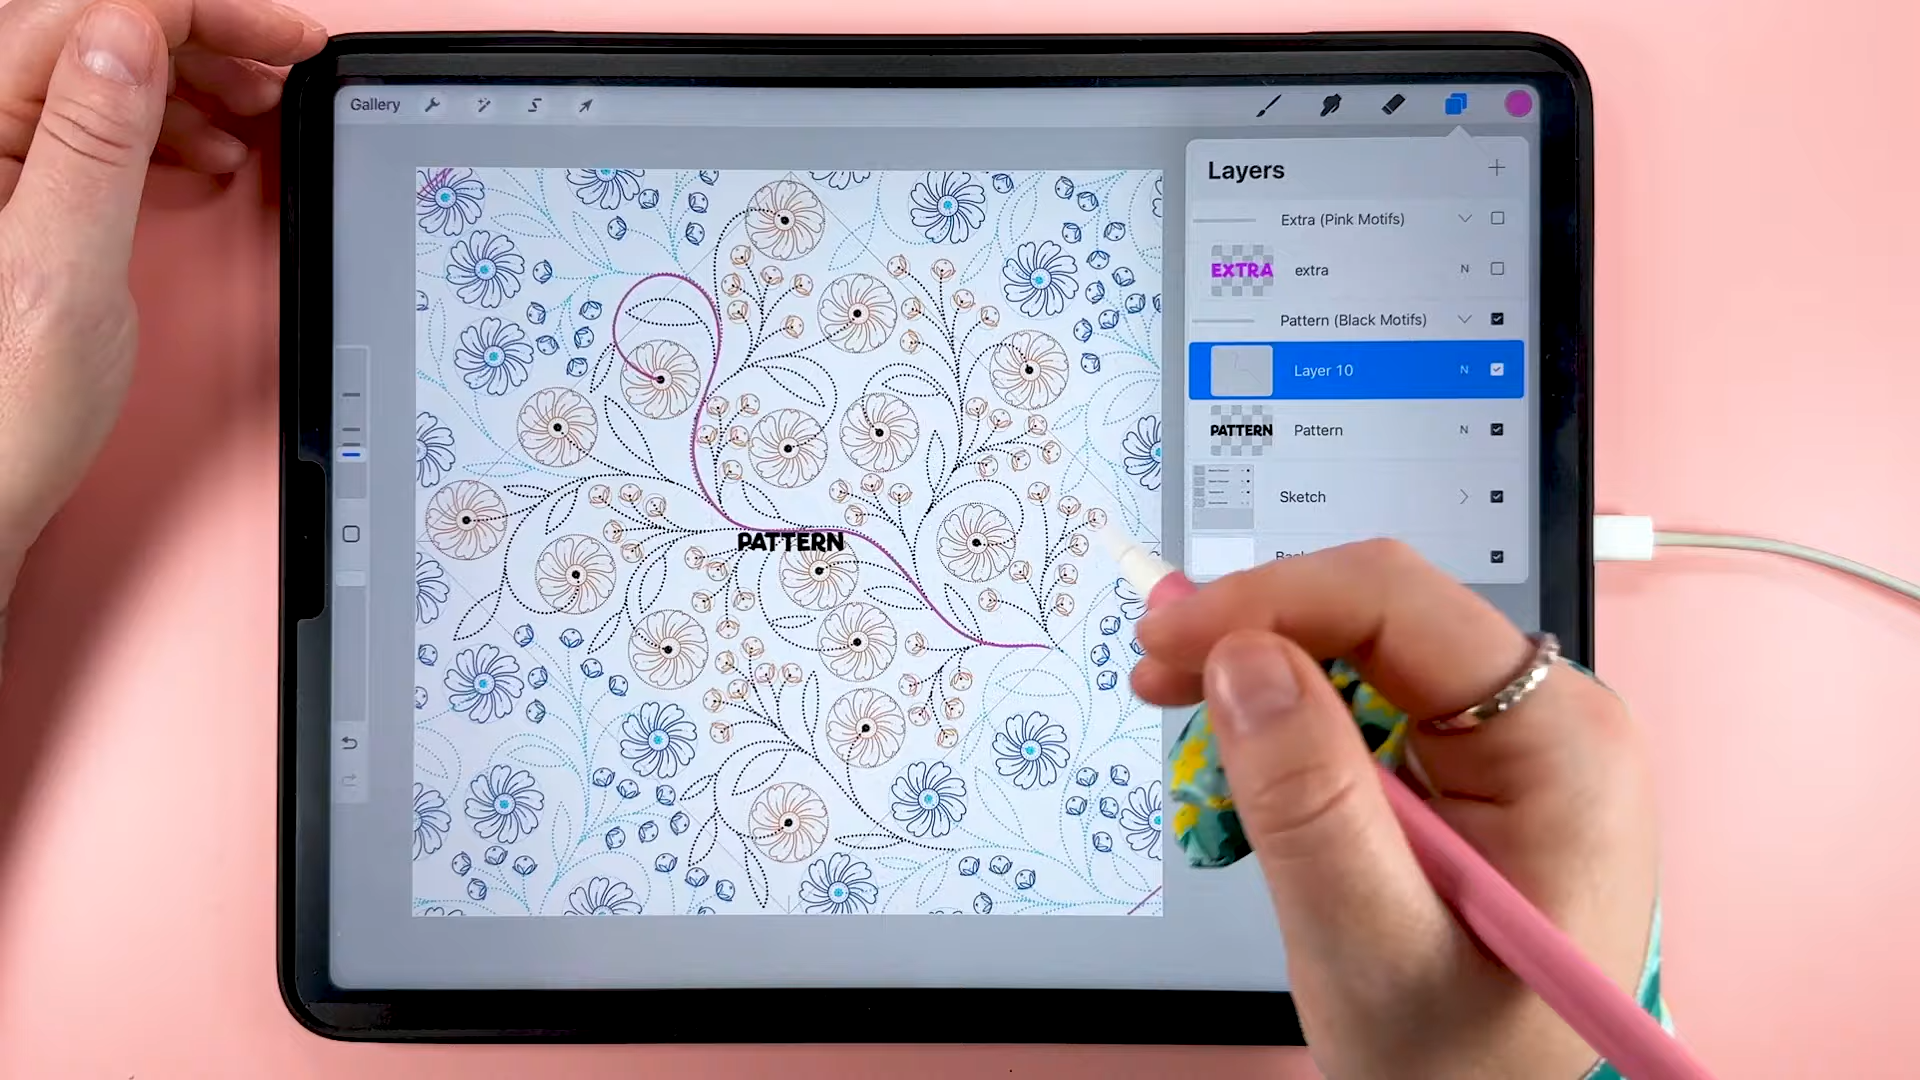 Gallery
Layers
Extra (Pink Motifs)
EXTRA extra N
Pattern (Black Motifs)
Layer 10 N
PATTERN Pattern N
Sketch
PATTERN